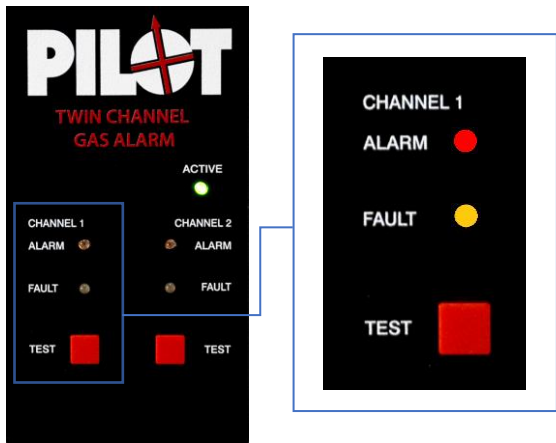 PILOT
TWIN CHANNEL
GAS ALARM
ACTIVE
CHANNEL 1
CHANNEL 2
ALARM
ALARM
FAULT
FAULT
TEST
TEST
CHANNEL 1
ALARM
FAULT
TEST